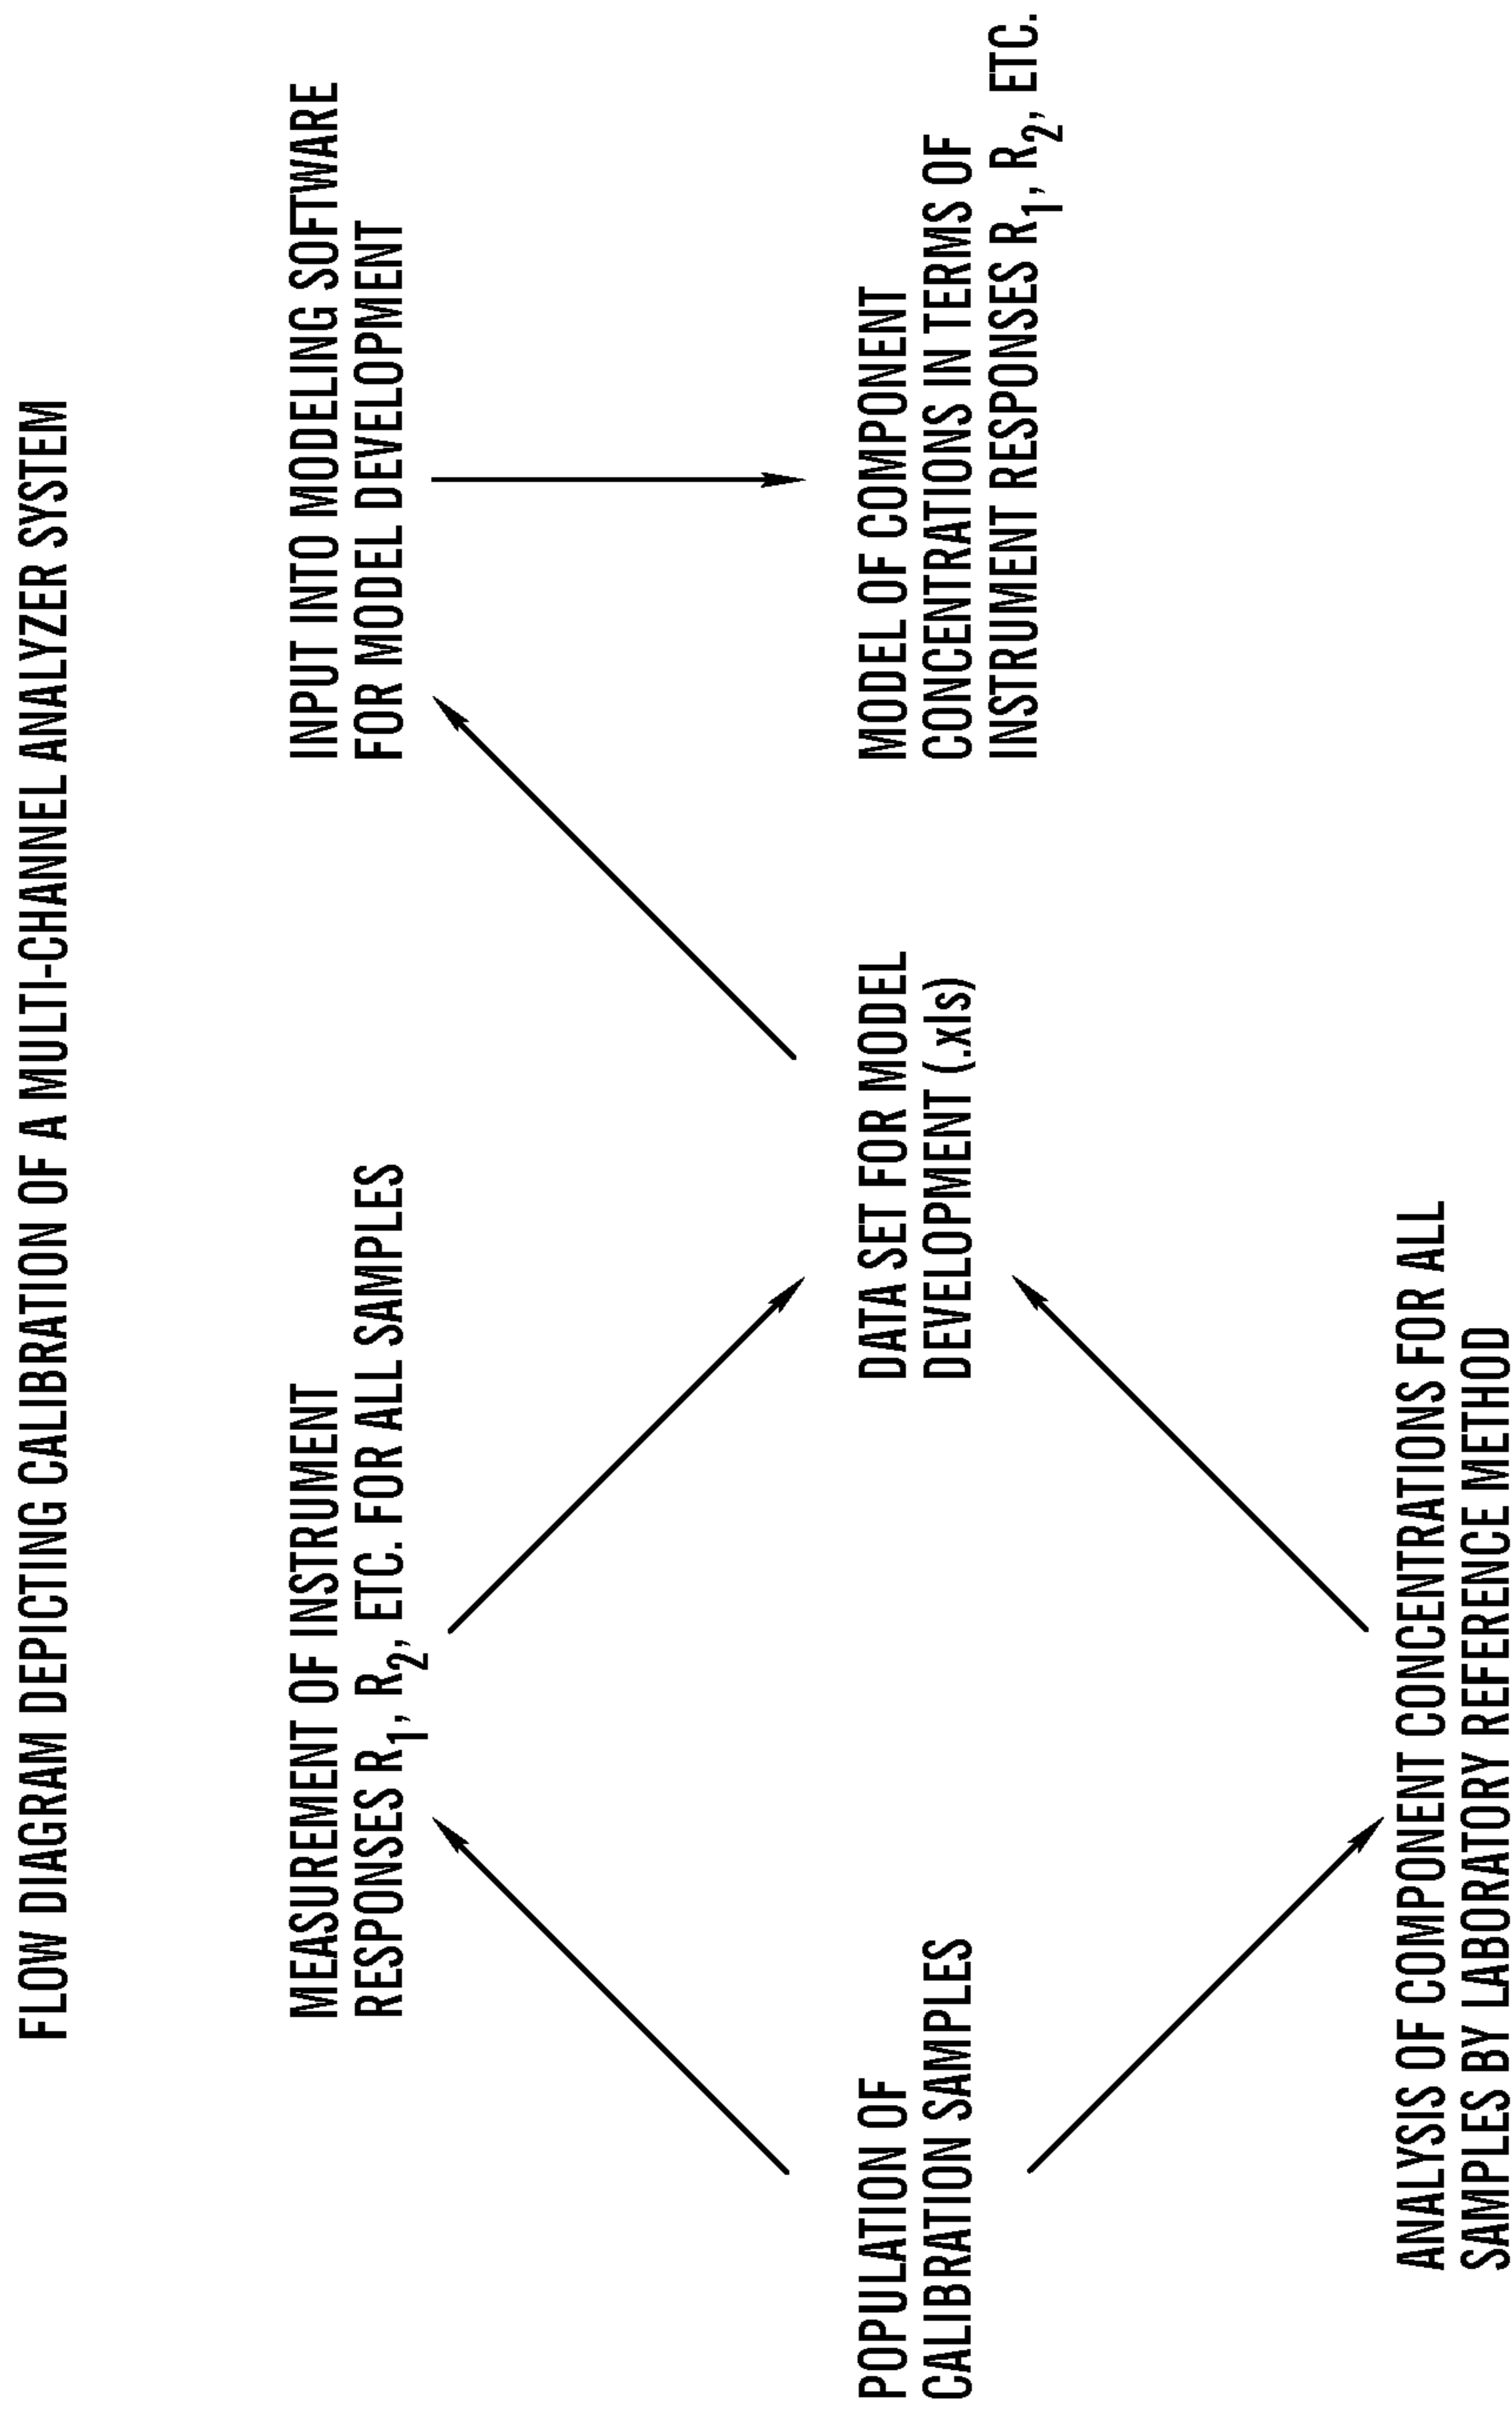 FLOW DIAGRAM DEPICTING CALIBRATION OF A MULTI-CHANNEL ANALYZER SYSTEM
MEASUREMENT OF INSTRUMENT
RESPONSES R₁, R₂, ETC. FOR ALL SAMPLES
INPUT INTO MODELING SOFTWARE
FOR MODEL DEVELOPMENT
POPULATION OF
CALIBRATION SAMPLES
DATA SET FOR MODEL
DEVELOPMENT (.xls)
MODEL OF COMPONENT
CONCENTRATIONS IN TERMS OF
INSTRUMENT RESPONSES R₁, R₂, ETC.
ANALYSIS OF COMPONENT CONCENTRATIONS FOR ALL
SAMPLES BY LABORATORY REFERENCE METHOD